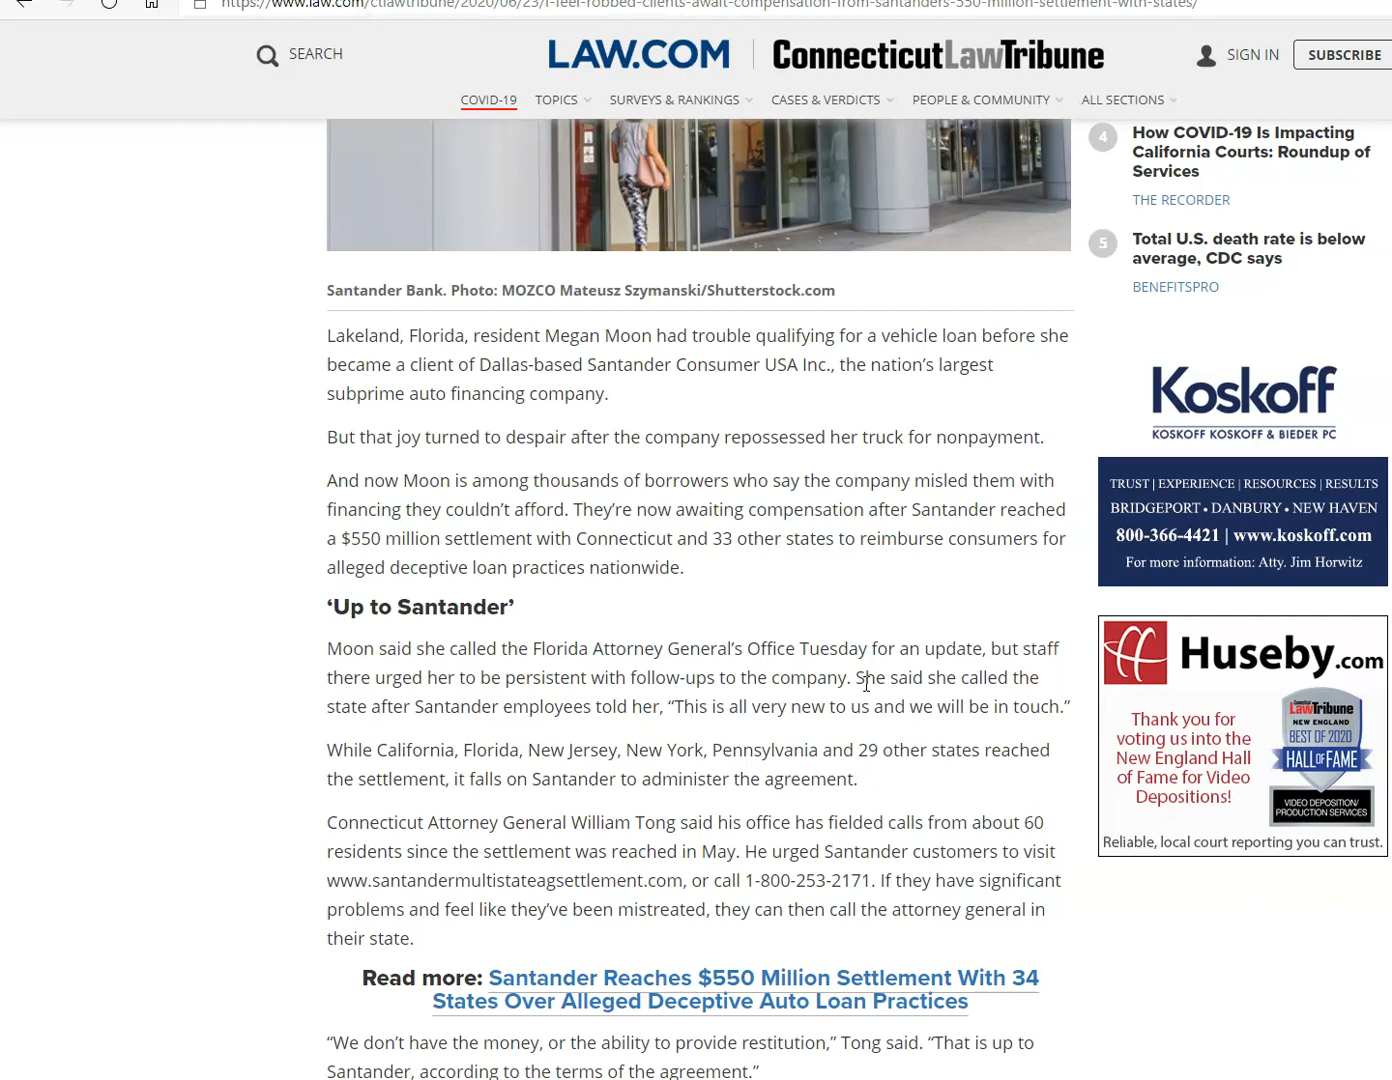 https://www.law.com/ctlawtribune/2020/06/23/i-feel-robbed-clients-await-compensation-from-santanders-550-million-settlement-with-states/
SEARCH
LAW.COM
ConnecticutLawTribune
SIGN IN
SUBSCRIBE
COVID-19
TOPICS
SURVEYS & RANKINGS
CASES & VERDICTS
PEOPLE & COMMUNITY
ALL SECTIONS
Santander Bank. Photo: MOZCO Mateusz Szymanski/Shutterstock.com
Lakeland, Florida, resident Megan Moon had trouble qualifying for a vehicle loan before she
became a client of Dallas-based Santander Consumer USA Inc., the nation’s largest
subprime auto financing company.
But that joy turned to despair after the company repossessed her truck for nonpayment.
And now Moon is among thousands of borrowers who say the company misled them with
financing they couldn’t afford. They’re now awaiting compensation after Santander reached
a $550 million settlement with Connecticut and 33 other states to reimburse consumers for
alleged deceptive loan practices nationwide.
‘Up to Santander’
Moon said she called the Florida Attorney General’s Office Tuesday for an update, but staff
there urged her to be persistent with follow-ups to the company. She said she called the
state after Santander employees told her, “This is all very new to us and we will be in touch.”
While California, Florida, New Jersey, New York, Pennsylvania and 29 other states reached
the settlement, it falls on Santander to administer the agreement.
Connecticut Attorney General William Tong said his office has fielded calls from about 60
residents since the settlement was reached in May. He urged Santander customers to visit
www.santandermultistateagsettlement.com, or call 1-800-253-2171. If they have significant
problems and feel like they’ve been mistreated, they can then call the attorney general in
their state.
Read more: Santander Reaches $550 Million Settlement With 34
States Over Alleged Deceptive Auto Loan Practices
“We don’t have the money, or the ability to provide restitution,” Tong said. “That is up to
Santander, according to the terms of the agreement.”
4
How COVID-19 Is Impacting
California Courts: Roundup of
Services
THE RECORDER
5
Total U.S. death rate is below
average, CDC says
BENEFITSPRO
Koskoff
KOSKOFF KOSKOFF & BIEDER PC
TRUST | EXPERIENCE | RESOURCES | RESULTS
BRIDGEPORT • DANBURY • NEW HAVEN
800-366-4421 | www.koskoff.com
For more information: Atty. Jim Horwitz
Huseby.com
Thank you for
voting us into the
New England Hall
of Fame for Video
Depositions!
Connecticut
LawTribune
NEW ENGLAND
BEST OF 2020
HALL OF FAME
VIDEO DEPOSITION/
PRODUCTION SERVICES
Reliable, local court reporting you can trust.